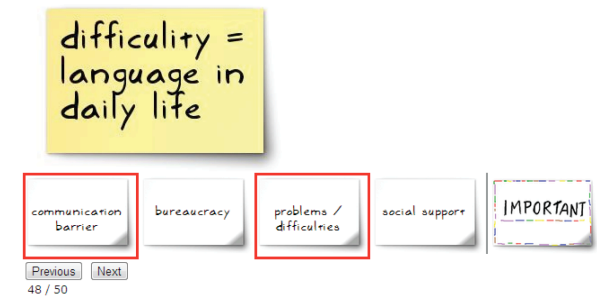 difficulity =
language in
daily life
communication
barrier
bureaucracy
problems /
difficulties
social support
IMPORTANT
Previous
Next
48 / 50